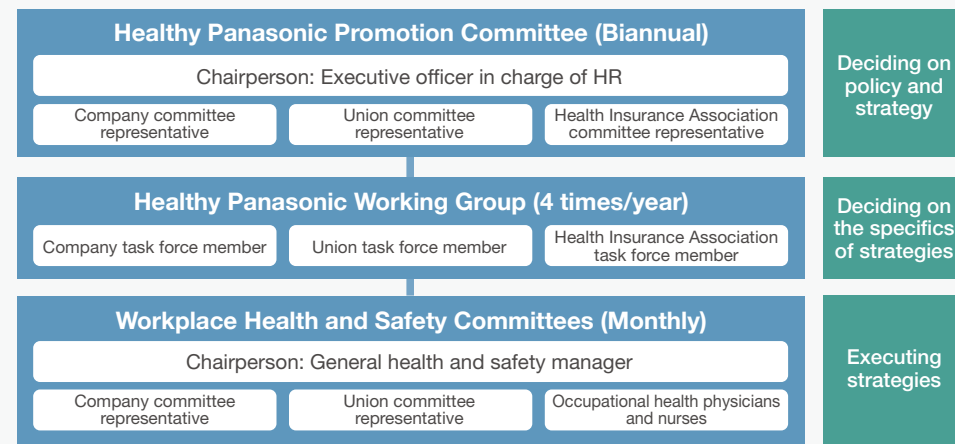 Healthy Panasonic Promotion Committee (Biannual)
Chairperson: Executive officer in charge of HR
Company committee
representative
Union committee
representative
Health Insurance Association
committee representative
Deciding on
policy and
strategy
Healthy Panasonic Working Group (4 times/year)
Company task force member
Union task force member
Health Insurance Association
task force member
Deciding on
the specifics
of strategies
Workplace Health and Safety Committees (Monthly)
Chairperson: General health and safety manager
Company committee
representative
Union committee
representative
Occupational health physicians
and nurses
Executing
strategies